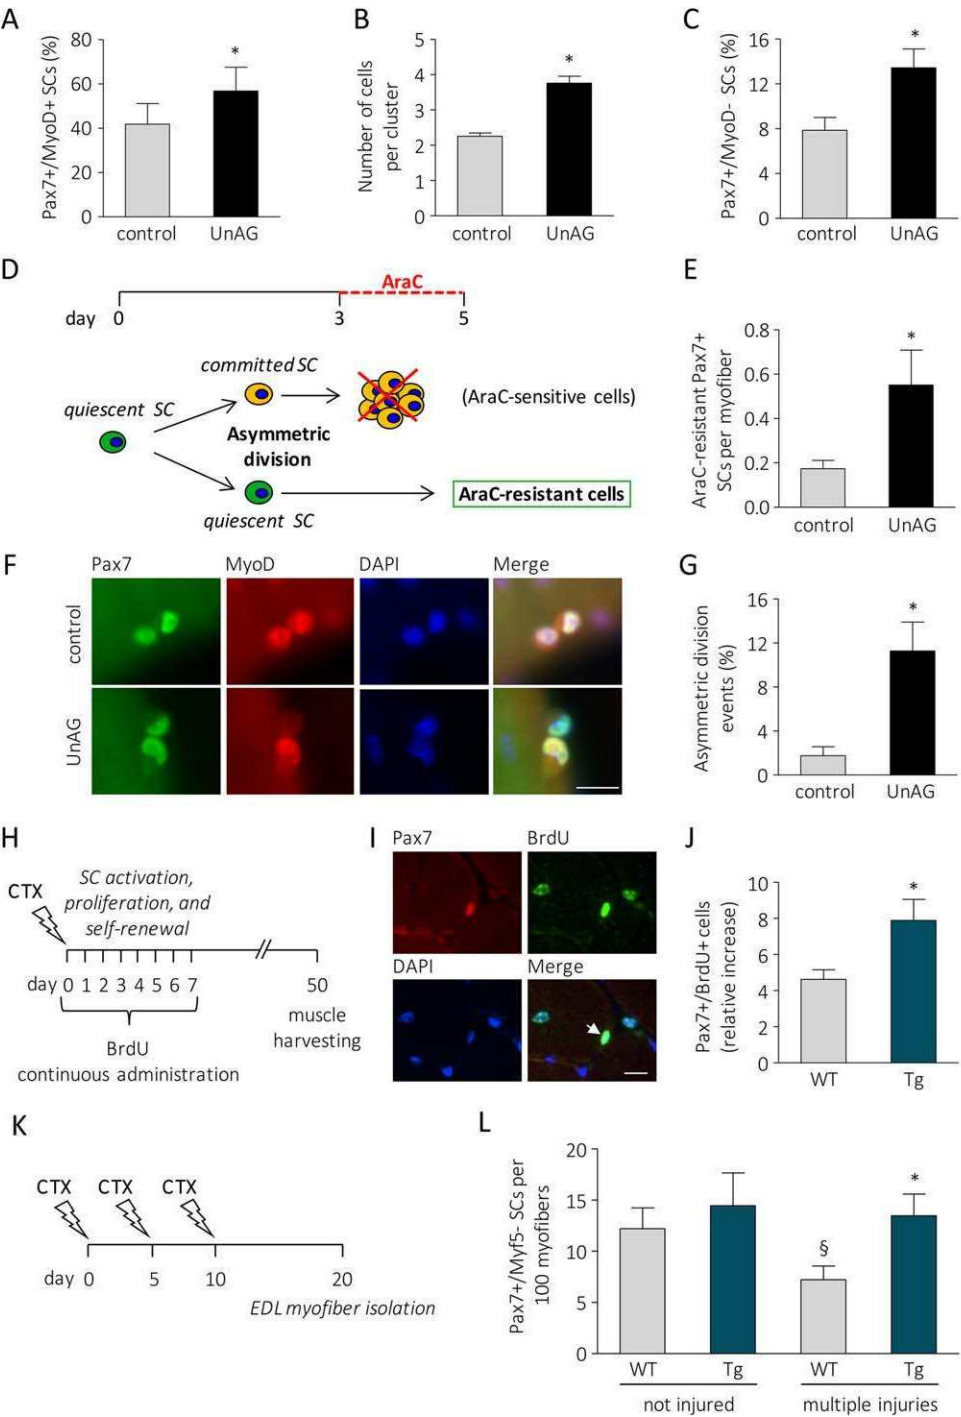 A
Pax7+/MyoD+ SCs (%)
80
60
40
20
0
*
control
UnAG
B
Number of cells
per cluster
5
4
3
2
1
0
*
control
UnAG
C
Pax7+/MyoD- SCs (%)
16
12
8
4
0
*
control
UnAG
D
AraC
day
0
3
5
committed SC
quiescent SC
(AraC-sensitive cells)
Asymmetric
division
AraC-resistant cells
quiescent SC
E
AraC-resistant Pax7+
SCs per myofiber
0.8
0.6
0.4
0.2
0.0
*
control
UnAG
F
Pax7
MyoD
DAPI
Merge
control
UnAG
G
Asymmetric division
events (%)
16
12
8
4
0
*
control
UnAG
H
CTX
SC activation,
proliferation, and
self-renewal
day 0 1 2 3 4 5 6 7
50
muscle
harvesting
BrdU
continuous administration
I
Pax7
BrdU
DAPI
Merge
J
Pax7+/BrdU+ cells
(relative increase)
10
8
6
4
2
0
*
WT
Tg
K
CTX
CTX
CTX
day 0
5
10
20
EDL myofiber isolation
L
Pax7+/Myf5- SCs per
100 myofibers
20
15
10
5
0
§
*
WT
Tg
WT
Tg
not injured
multiple injuries